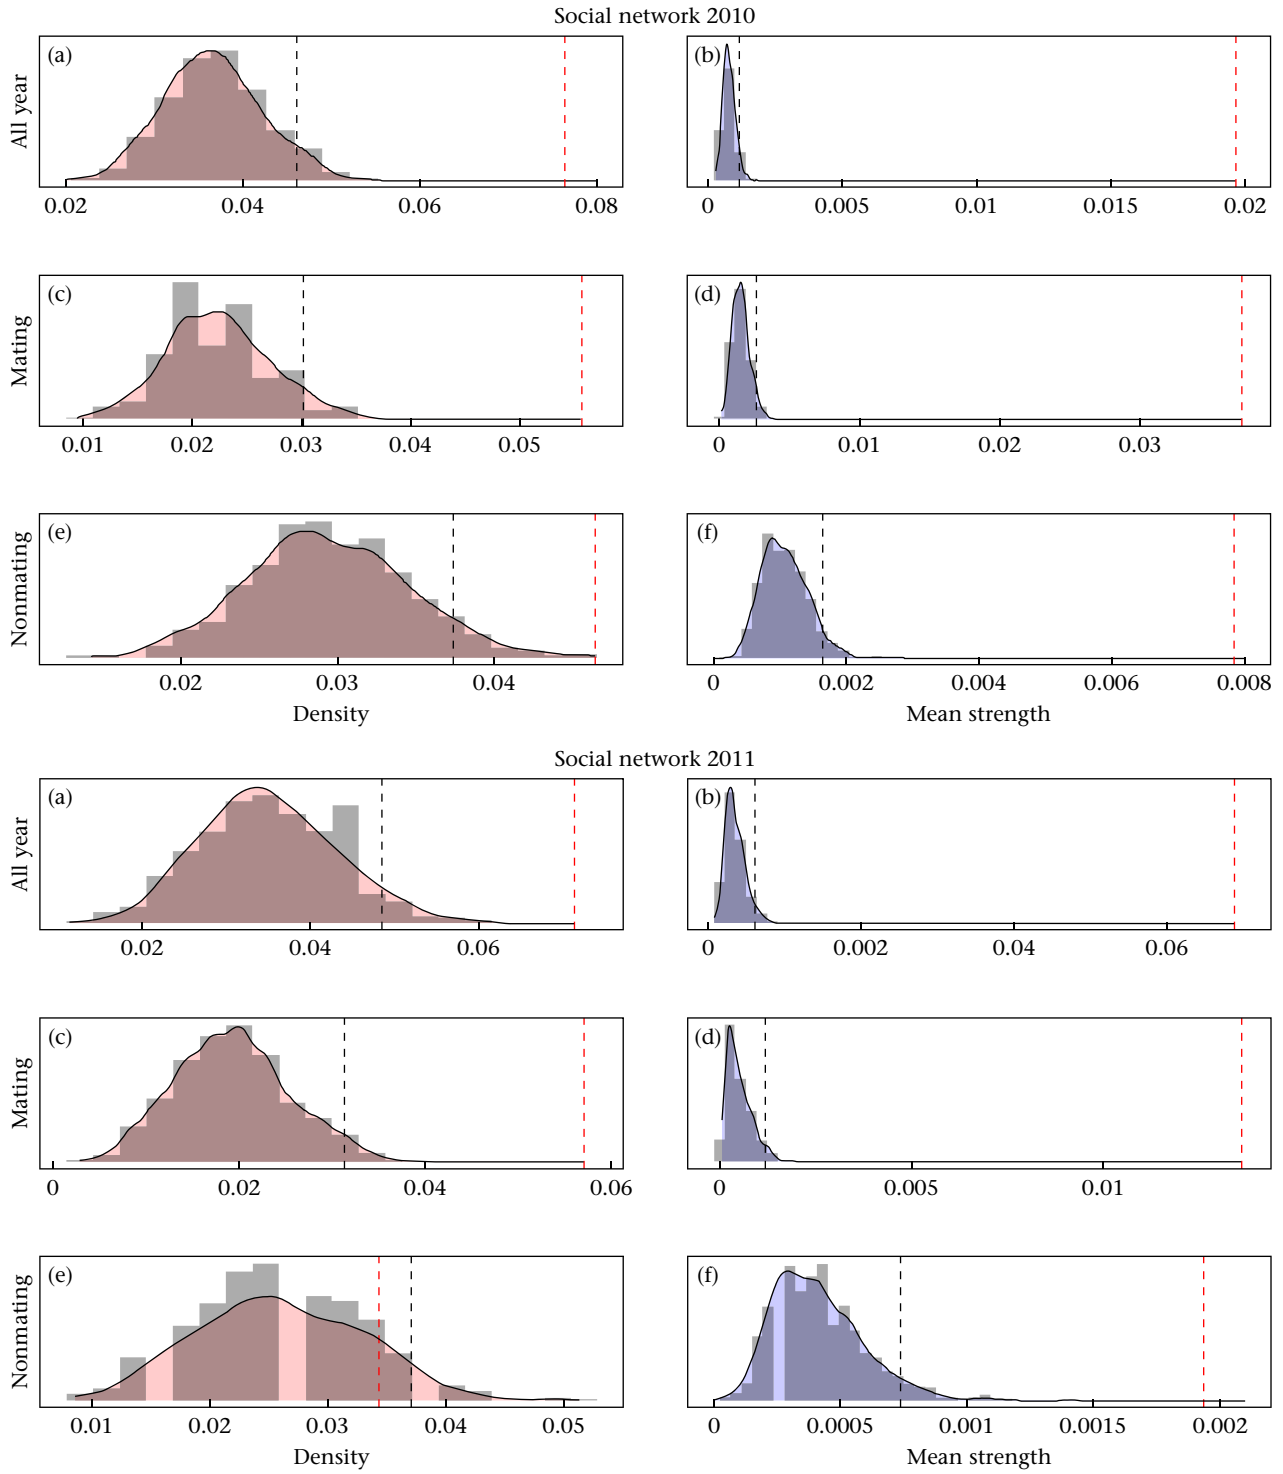 Social network 2010
All year
(a)
0.02 0.04 0.06 0.08
(b)
0 0.005 0.01 0.015 0.02
Mating
(c)
0.01 0.02 0.03 0.04 0.05
(d)
0 0.01 0.02 0.03
Nonmating
(e)
0.02 0.03 0.04
Density
(f)
0 0.002 0.004 0.006 0.008
Mean strength
Social network 2011
All year
(a)
0.02 0.04 0.06
(b)
0 0.002 0.04 0.06
Mating
(c)
0 0.02 0.04 0.06
(d)
0 0.005 0.01
Nonmating
(e)
0.01 0.02 0.03 0.04 0.05
Density
(f)
0 0.0005 0.001 0.0015 0.002
Mean strength